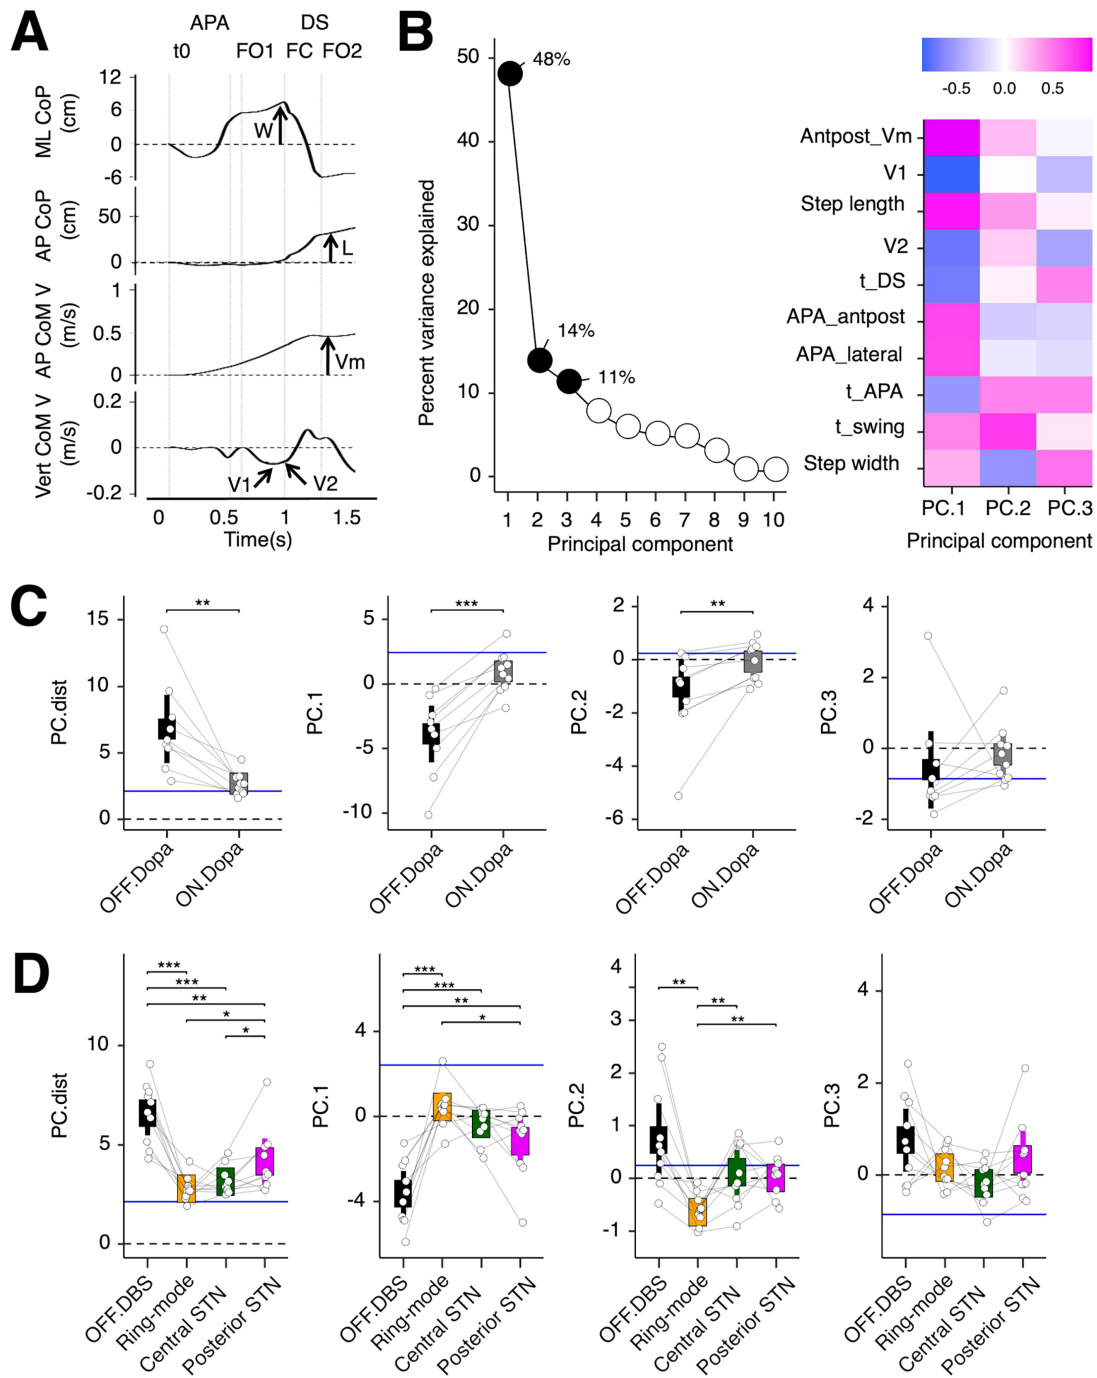 A
APA DS
t0 FO1 FC FO2
ML CoP
(cm)
12
6
0
-6
W
AP CoP
(cm)
50
0
L
AP CoM V
(m/s)
1
0.5
0
Vm
Vert CoM V
(m/s)
0.2
0
-0.2
V1 V2
0 0.5 1 1.5
Time(s)
B
Percent variance explained
50
40
30
20
10
0
48%
14%
11%
1 2 3 4 5 6 7 8 9 10
Principal component
-0.5 0.0 0.5
Antpost_Vm
V1
Step length
V2
t_DS
APA_antpost
APA_lateral
t_APA
t_swing
Step width
PC.1 PC.2 PC.3
Principal component
C
PC.dist
15
10
5
0
**
OFF.Dopa
ON.Dopa
PC.1
5
0
-5
-10
***
OFF.Dopa
ON.Dopa
PC.2
2
0
-2
-4
-6
**
OFF.Dopa
ON.Dopa
PC.3
4
2
0
-2
OFF.Dopa
ON.Dopa
D
PC.dist
10
5
0
***
***
**
*
*
OFF.DBS
Ring-mode
Central STN
Posterior STN
PC.1
4
0
-4
***
***
**
*
OFF.DBS
Ring-mode
Central STN
Posterior STN
PC.2
4
3
2
1
0
-1
**
**
**
OFF.DBS
Ring-mode
Central STN
Posterior STN
PC.3
4
2
0
OFF.DBS
Ring-mode
Central STN
Posterior STN